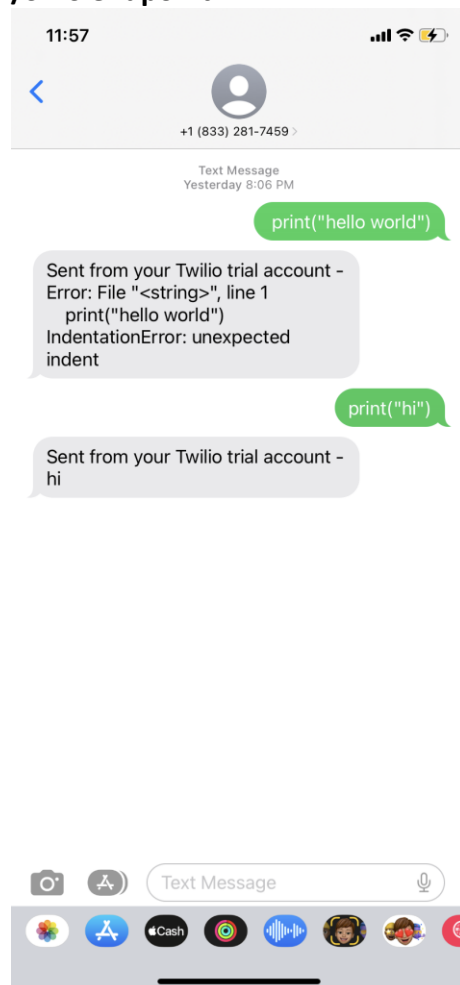 11:57
+1 (833) 281-7459 >
Text Message
Yesterday 8:06 PM
print("hello world")
Sent from your Twilio trial account -
Error: File "<string>", line 1
    print("hello world")
IndentationError: unexpected
indent
print("hi")
Sent from your Twilio trial account -
hi
Text Message
Cash